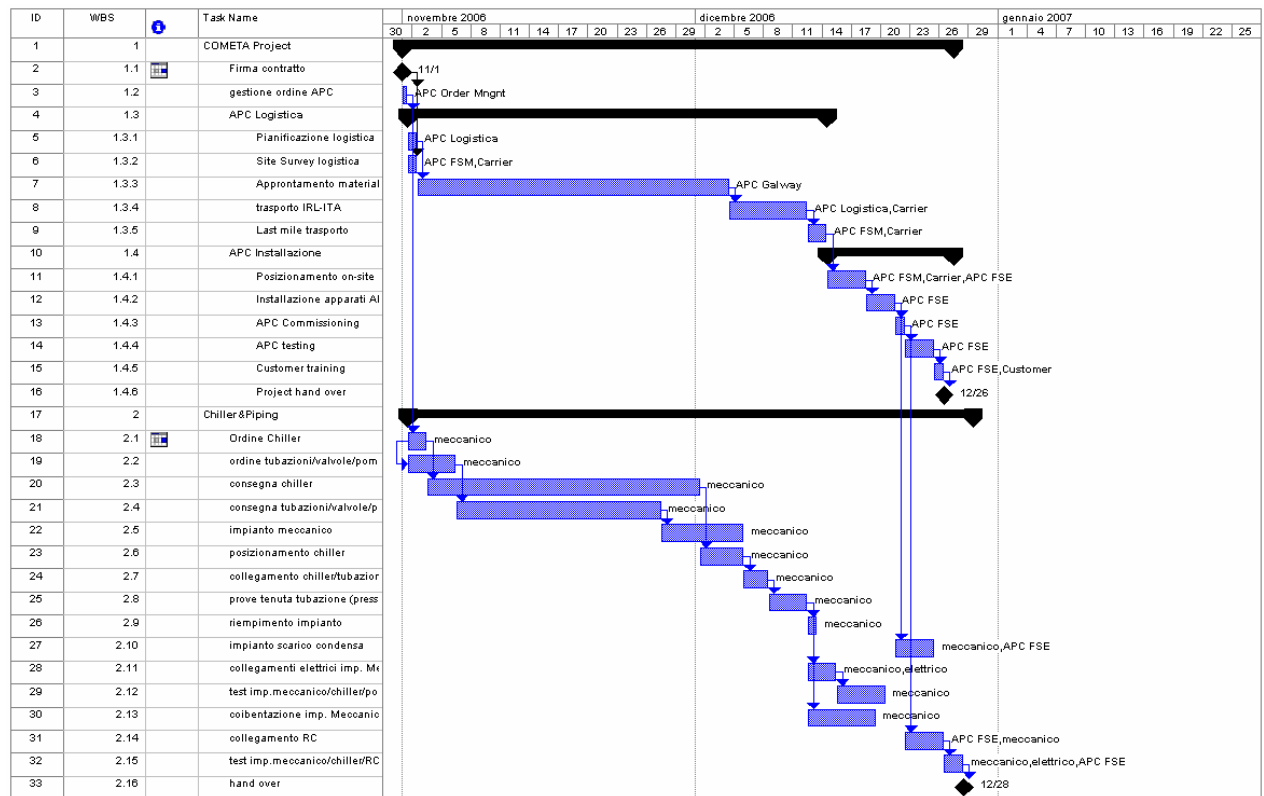 ID WBS Task Name novembre 2006 dicembre 2006 gennaio 2007
30 2 5 8 11 14 17 20 23 26 29 2 5 8 11 14 17 20 23 26 29 1 4 7 10 13 16 19 22 25
1 1 COMETA Project
2 1.1 Firma contratto 11/1
3 1.2 gestione ordine APC APC Order Mngnt
4 1.3 APC Logistica
5 1.3.1 Pianificazione logistica APC Logistica
6 1.3.2 Site Survey logistica APC FSM,Carrier
7 1.3.3 Approntamento material APC Galway
8 1.3.4 trasporto IRL-ITA APC Logistica,Carrier
9 1.3.5 Last mile trasporto APC FSM,Carrier
10 1.4 APC Installazione
11 1.4.1 Posizionamento on-site APC FSM,Carrier,APC FSE
12 1.4.2 Installazione apparati Al APC FSE
13 1.4.3 APC Commissioning APC FSE
14 1.4.4 APC testing APC FSE
15 1.4.5 Customer training APC FSE,Customer
16 1.4.6 Project hand over 12/26
17 2 Chiller&Piping
18 2.1 Ordine Chiller meccanico
19 2.2 ordine tubazioni/valvole/pom meccanico
20 2.3 consegna chiller meccanico
21 2.4 consegna tubazioni/valvole/p meccanico
22 2.5 impianto meccanico meccanico
23 2.6 posizionamento chiller meccanico
24 2.7 collegamento chiller/tubazior meccanico
25 2.8 prove tenuta tubazione (press meccanico
26 2.9 riempimento impianto meccanico
27 2.10 impianto scarico condensa meccanico,APC FSE
28 2.11 collegamenti elettrici imp. Me meccanico,elettrico
29 2.12 test imp.meccanico/chiller/po meccanico
30 2.13 coibentazione imp. Meccanic meccanico
31 2.14 collegamento RC APC FSE,meccanico
32 2.15 test imp.meccanico/chiller/RC meccanico,elettrico,APC FSE
33 2.16 hand over 12/28